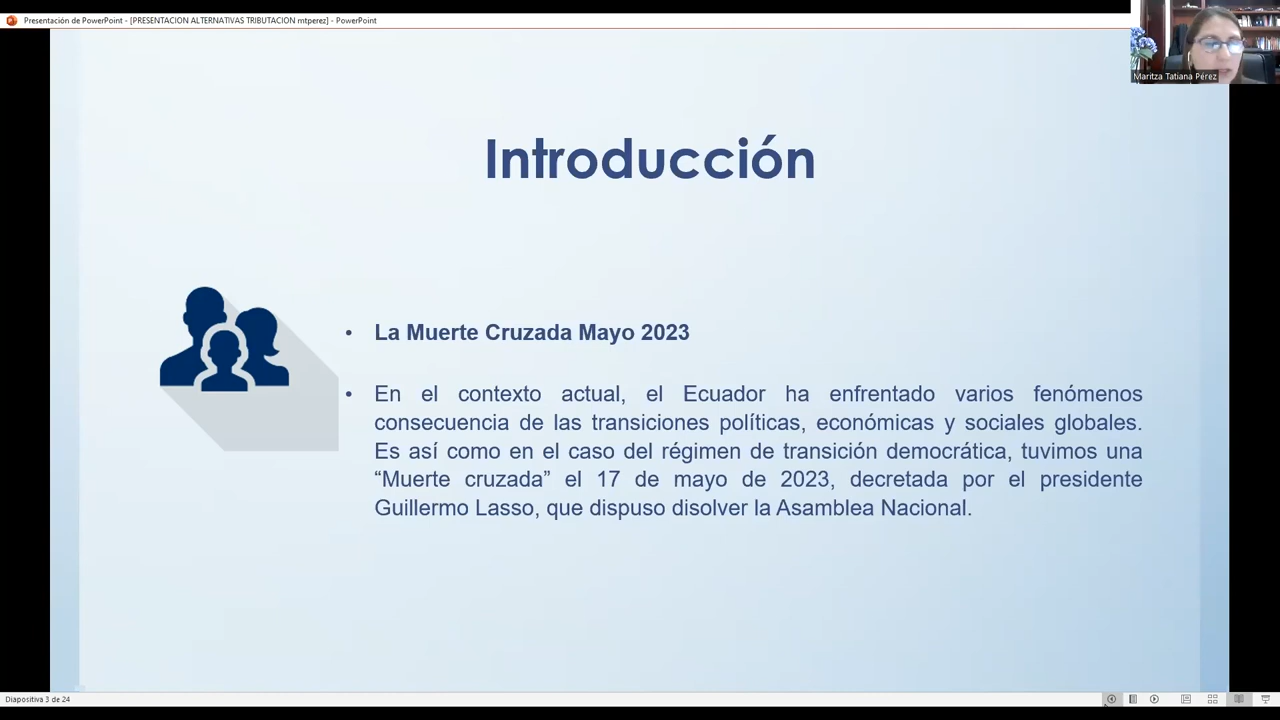 Presentación de PowerPoint - [PRESENTACION ALTERNATIVAS TRIBUTACION mtperez] - PowerPoint
Maritza Tatiana Pérez
Introducción
• La Muerte Cruzada Mayo 2023
• En el contexto actual, el Ecuador ha enfrentado varios fenómenos
consecuencia de las transiciones políticas, económicas y sociales globales.
Es así como en el caso del régimen de transición democrática, tuvimos una
“Muerte cruzada” el 17 de mayo de 2023, decretada por el presidente
Guillermo Lasso, que dispuso disolver la Asamblea Nacional.
Diapositiva 3 de 24